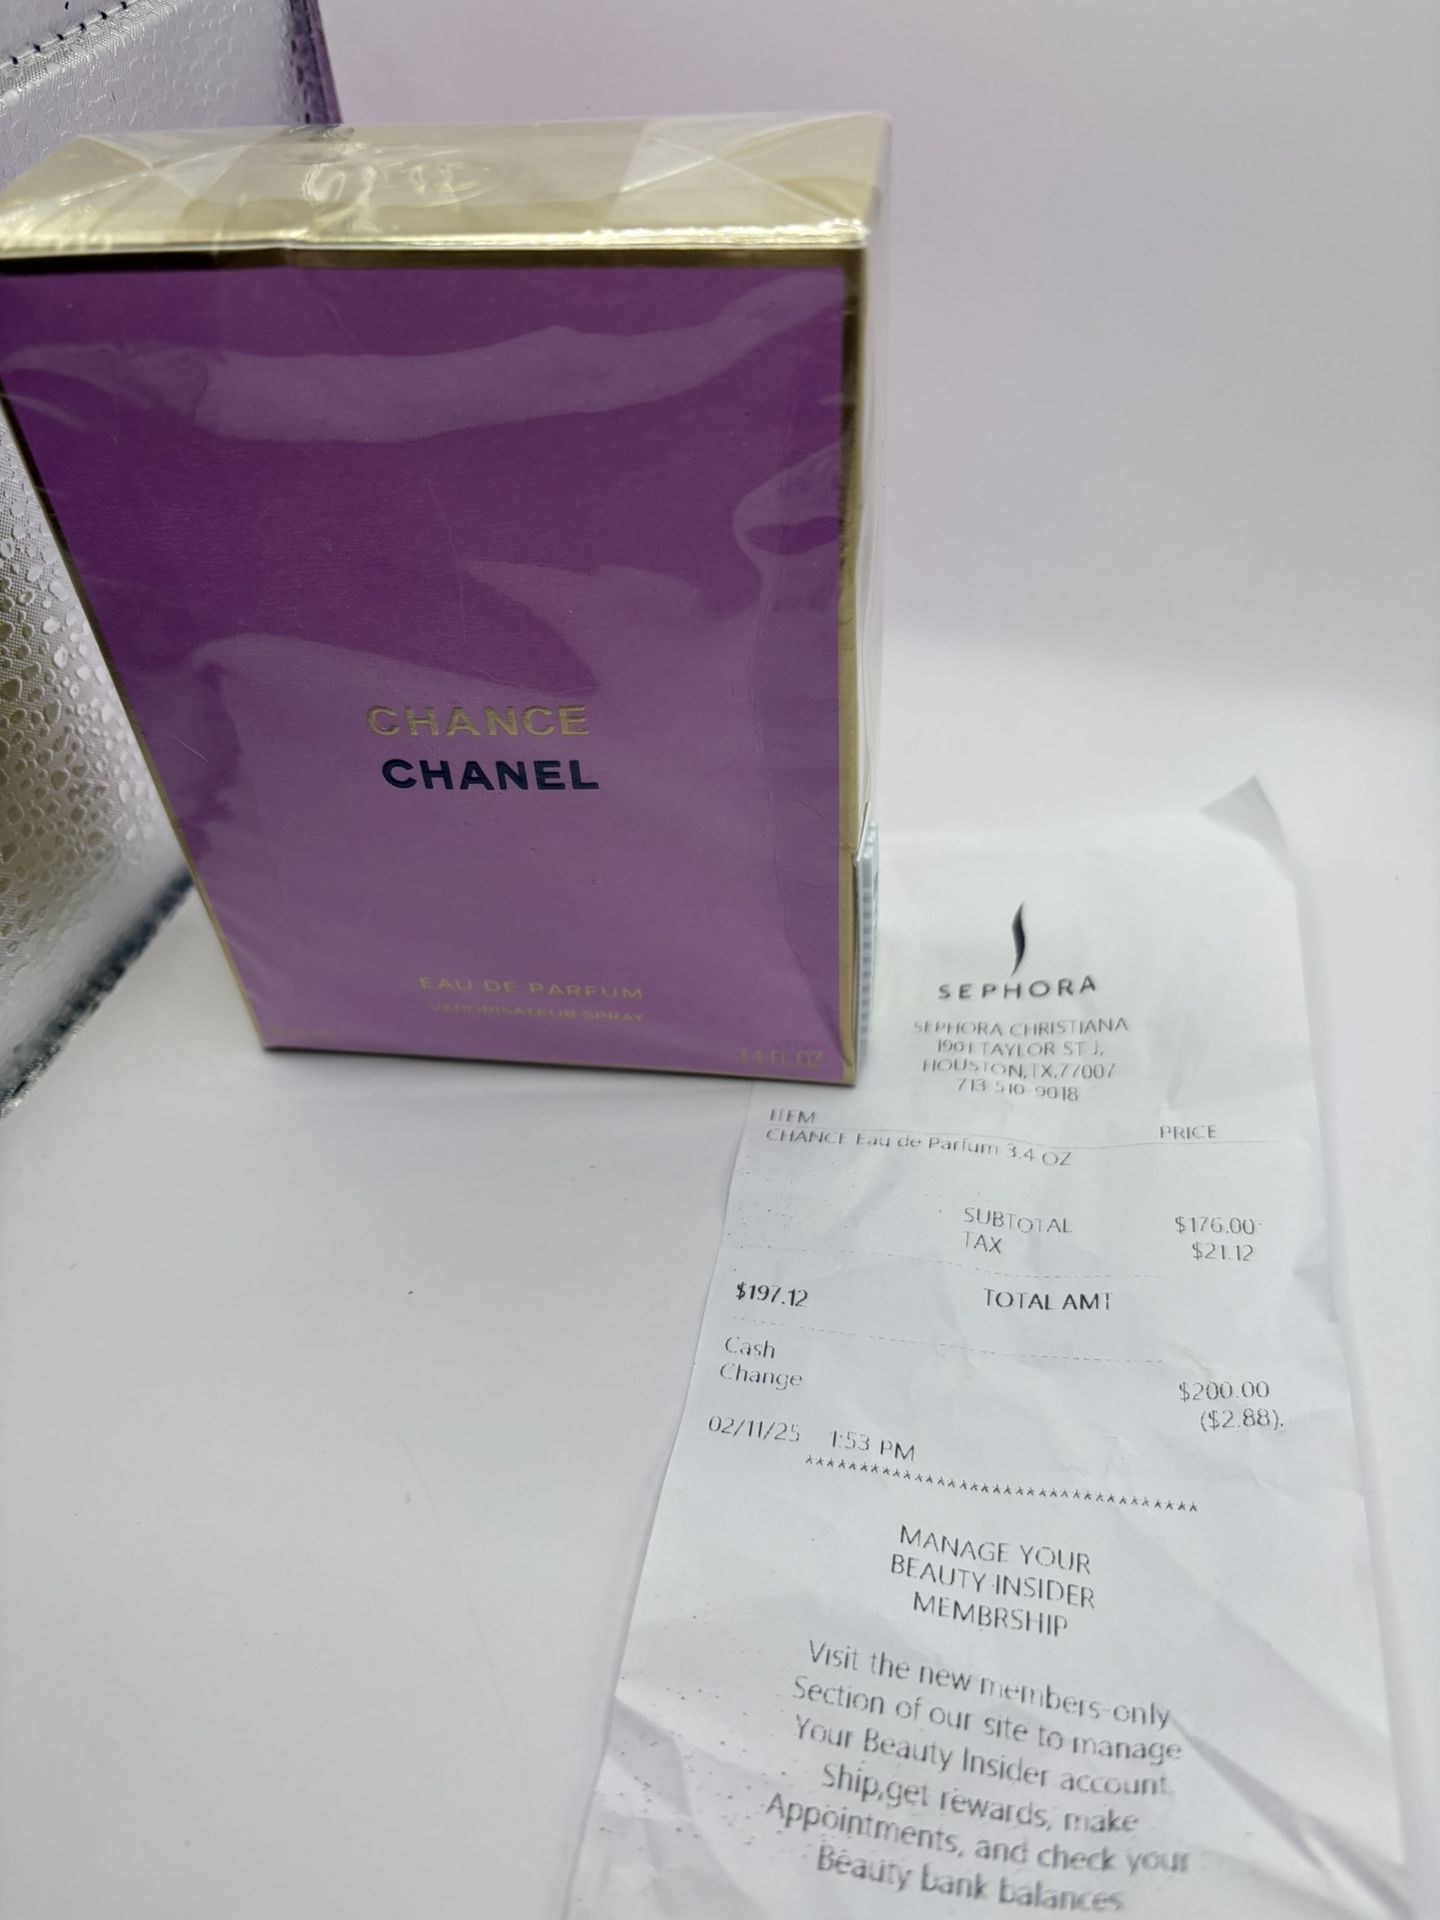 CHANCE
CHANEL
EAU DE PARFUM
VAPORISATEUR SPRAY
3.4 FL.OZ
SEPHORA
SEPHORA CHRISTIANA
1901 TAYLOR ST J,
HOUSTON,TX,77007
713-510-9018
ITEM PRICE
CHANCE Eau de Parfum 3.4 OZ
SUBTOTAL $176.00
TAX $21.12
$197.12 TOTAL AMT
Cash $200.00
Change ($2.88).
02/11/25 1:53 PM
****************************************
MANAGE YOUR
BEAUTY INSIDER
MEMBRSHIP
Visit the new members-only
Section of our site to manage
Your Beauty Insider account.
Ship,get rewards, make
Appointments, and check your
Beauty bank balances